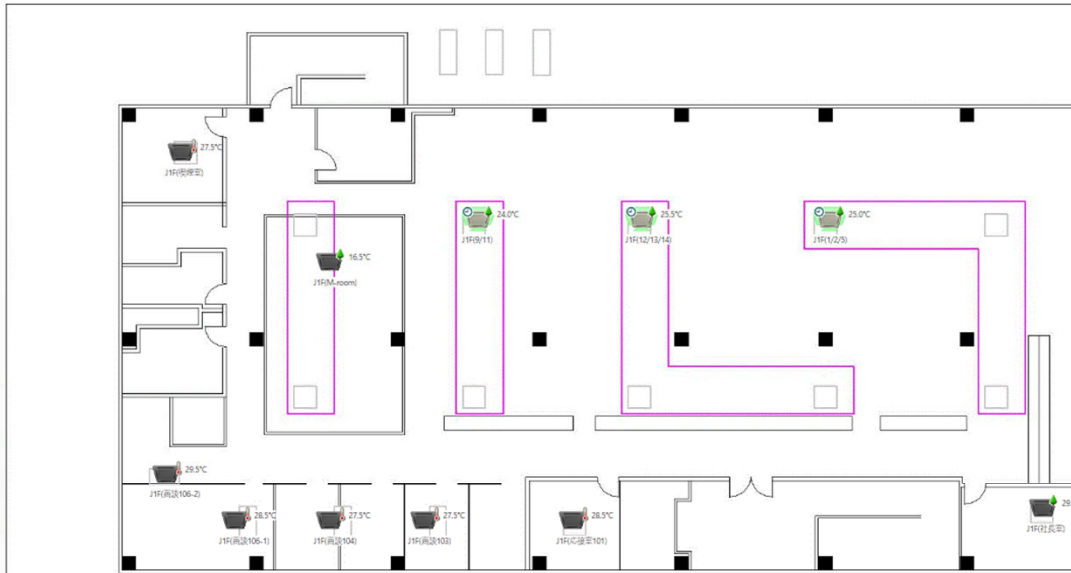 27.5℃
J1F(喫煙室)
24.0℃
J1F(9/11)
25.5℃
J1F(12/13/14)
25.0℃
J1F(1/2/5)
16.5℃
J1F(M-room)
29.5℃
J1F(商談106-2)
28.5℃
J1F(商談106-1)
27.5℃
J1F(商談104)
27.5℃
J1F(商談103)
28.5℃
J1F(応接室101)
29
J1F(社長室)